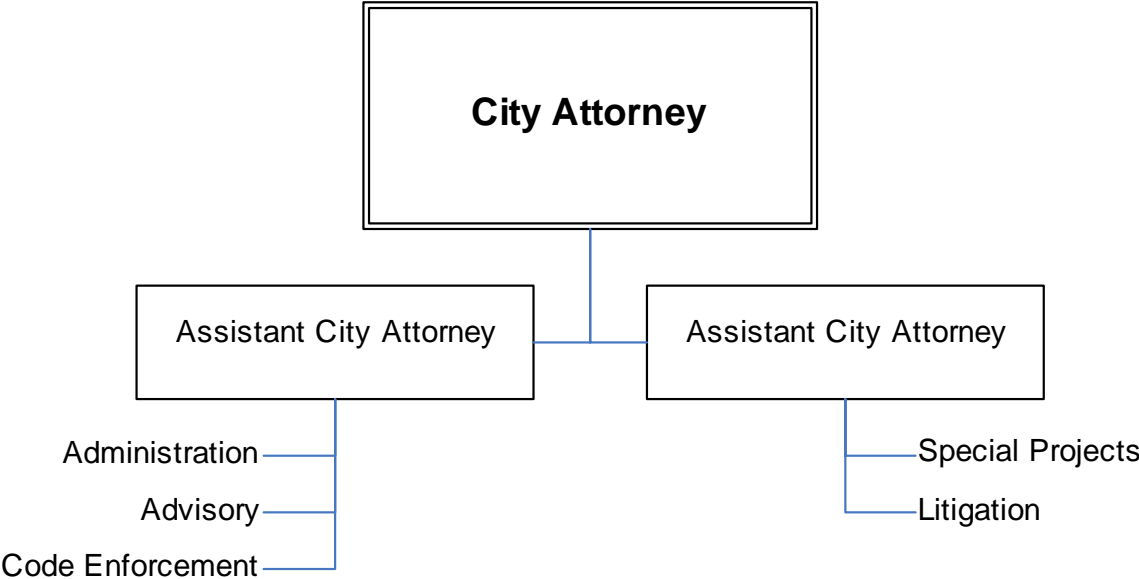 City Attorney
Assistant City Attorney
Assistant City Attorney
Administration
Advisory
Code Enforcement
Special Projects
Litigation